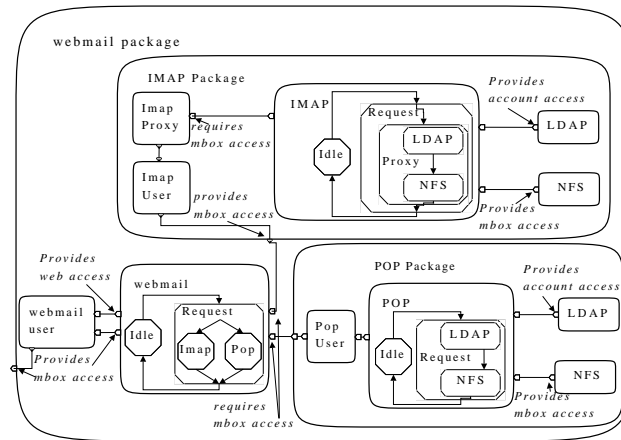 webmail package
IMAP Package
Imap
Proxy
requires
mbox access
Imap
User
provides
mbox access
IMAP
Idle
Request
LDAP
Proxy
NFS
Provides
account access
LDAP
NFS
Provides
mbox access
Provides
web access
webmail
user
Provides
mbox access
webmail
Idle
Request
Imap
Pop
requires
mbox access
POP Package
Pop
User
POP
Idle
LDAP
Request
NFS
Provides
account access
LDAP
NFS
Provides
mbox access